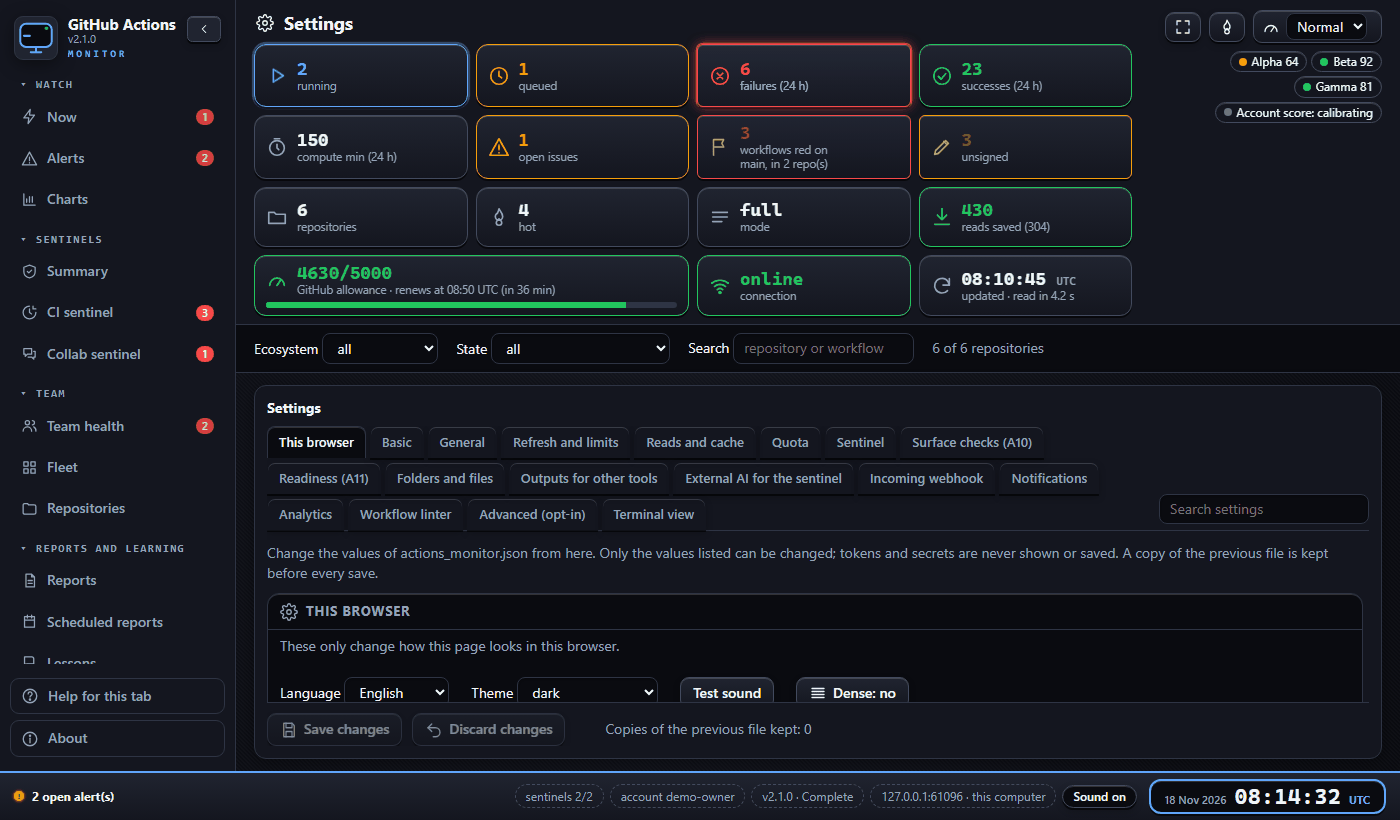 GitHub Actions
v2.1.0
MONITOR
WATCH
Now 1
Alerts 2
Charts
SENTINELS
Summary
CI sentinel 3
Collab sentinel 1
TEAM
Team health 2
Fleet
Repositories
REPORTS AND LEARNING
Reports
Scheduled reports
Lessons
Help for this tab
About
Settings
Normal
Alpha 64
Beta 92
Gamma 81
Account score: calibrating
2
running
1
queued
6
failures (24 h)
23
successes (24 h)
150
compute min (24 h)
1
open issues
3
workflows red on
main, in 2 repo(s)
3
unsigned
6
repositories
4
hot
full
mode
430
reads saved (304)
4630/5000
GitHub allowance · renews at 08:50 UTC (in 36 min)
online
connection
08:10:45 UTC
updated · read in 4.2 s
Ecosystem all State all Search repository or workflow 6 of 6 repositories
Settings
This browser Basic General Refresh and limits Reads and cache Quota Sentinel Surface checks (A10)
Readiness (A11) Folders and files Outputs for other tools External AI for the sentinel Incoming webhook Notifications
Analytics Workflow linter Advanced (opt-in) Terminal view Search settings
Change the values of actions_monitor.json from here. Only the values listed can be changed; tokens and secrets are never shown or saved. A copy of the previous file is kept
before every save.
THIS BROWSER
These only change how this page looks in this browser.
Language English Theme dark Test sound Dense: no
Save changes Discard changes Copies of the previous file kept: 0
2 open alert(s) sentinels 2/2 account demo-owner v2.1.0 · Complete 127.0.0.1:61096 · this computer Sound on 18 Nov 2026 08:14:32 UTC